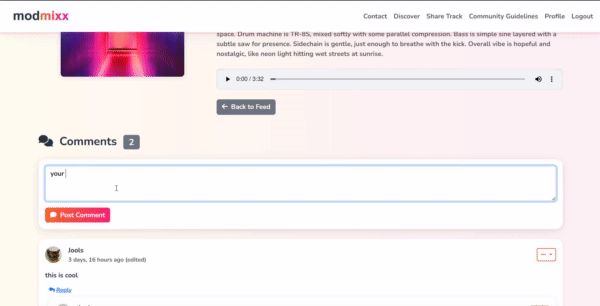 modmixx
Contact Discover Share Track Community Guidelines Profile Logout
space. Drum machine is TR-8S, mixed softly with some parallel compression. Bass is simple sine layered with a
subtle saw for presence. Sidechain is gentle, just enough to breathe with the kick. Overall vibe is hopeful and
nostalgic, like neon light hitting wet streets at sunrise.
0:00 / 3:32
Back to Feed
Comments 2
your
Post Comment
Jools
3 days, 16 hours ago (edited)
this is cool
Reply